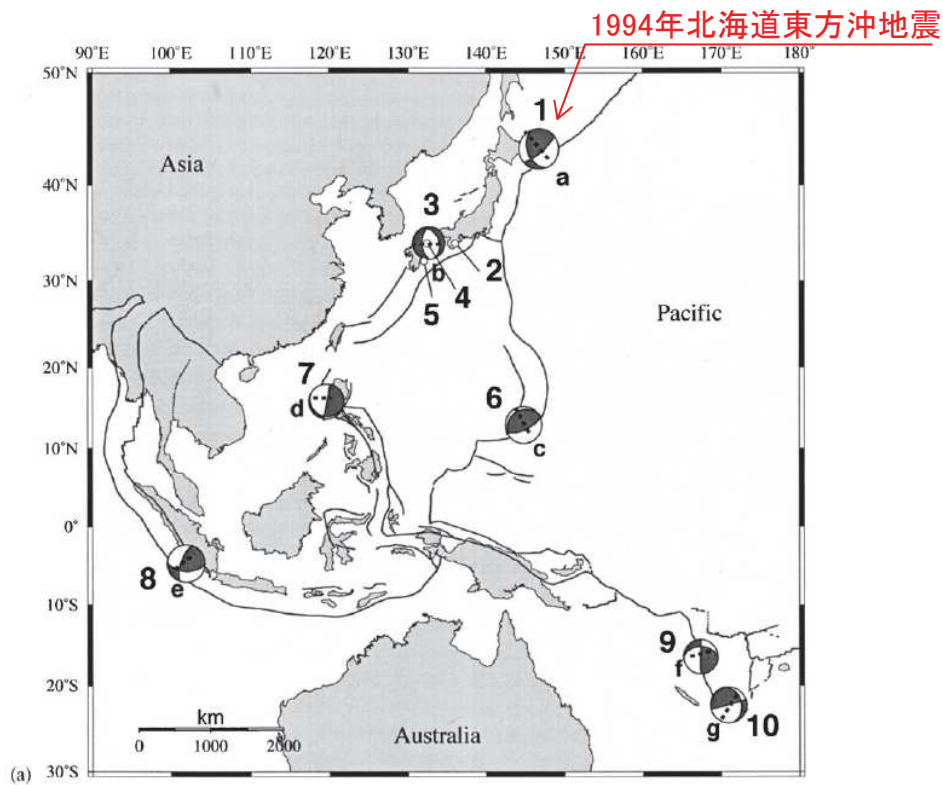 1994年北海道東方沖地震
90°E 100°E 110°E 120°E 130°E 140°E 150°E 160°E 170°E 180°
50°N
1
Asia
a
40°N
3
b
2
30°N
5
4
Pacific
20°N
7
d
6
c
10°N
0°
8
e
10°S
9
f
20°S
km
g
10
0 1000 2000
Australia
30°S
(a)